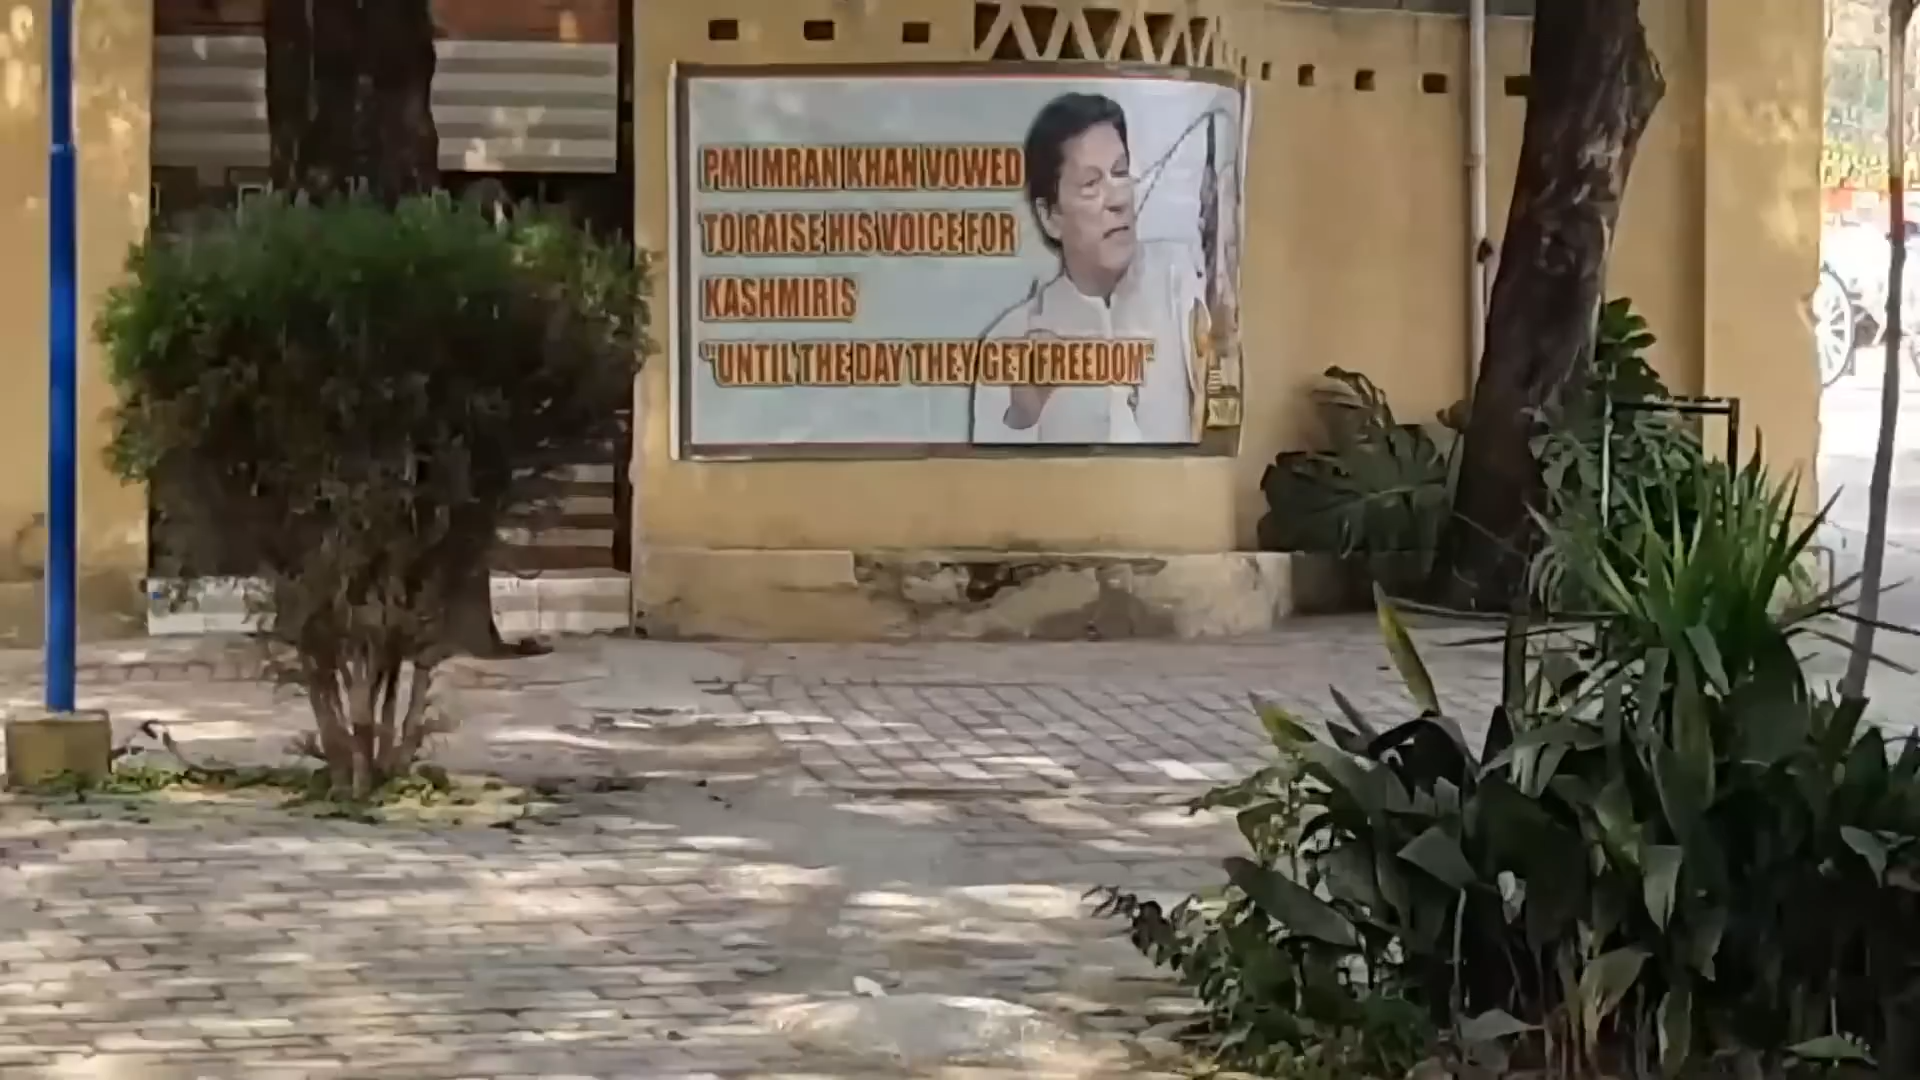 PM IMRAN KHAN VOWED
TO RAISE HIS VOICE FOR
KASHMIRIS
"UNTIL THE DAY THEY GET FREEDOM"